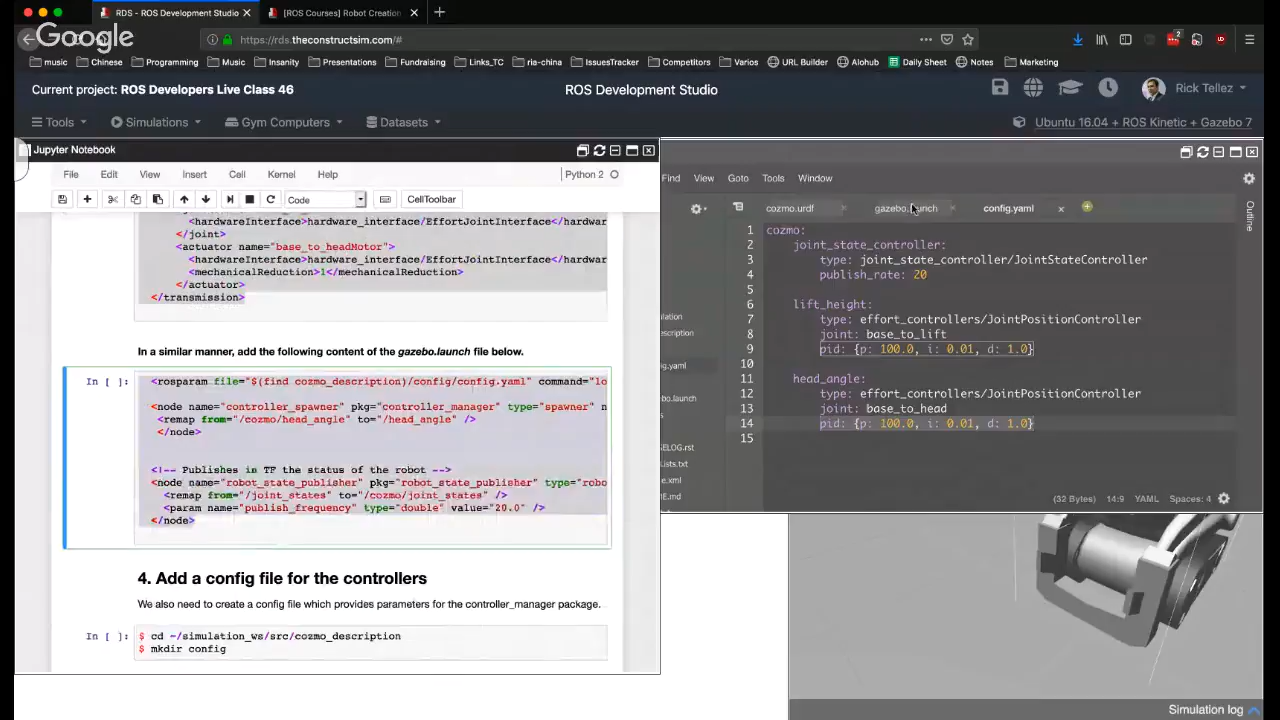 RDS - ROS Development Studio
[ROS Courses] Robot Creation
Google
https://rds.theconstructsim.com/#
2
music
Chinese
Programming
Music
Insanity
Presentations
Fundraising
Links_TC
ria-china
IssuesTracker
Competitors
Varios
URL Builder
Alohub
Daily Sheet
Notes
Marketing
Current project: ROS Developers Live Class 46
ROS Development Studio
Rick Tellez
Tools
Simulations
Gym Computers
Datasets
Ubuntu 16.04 + ROS Kinetic + Gazebo 7
Jupyter Notebook
File Edit View Insert Cell Kernel Help
Python 2
Code
CellToolbar
<hardwareInterface>hardware_interface/EffortJointInterface</hardwareInterf
</joint>
<actuator name="base_to_headMotor">
<hardwareInterface>hardware_interface/EffortJointInterface</hardwareInterf
<mechanicalReduction>1</mechanicalReduction>
</actuator>
</transmission>
In a similar manner, add the following content of the gazebo.launch file below.
In [ ]:
<rosparam file="$(find cozmo_description)/config/config.yaml" command="lo
<node name="controller_spawner" pkg="controller_manager" type="spawner" n
<remap from="/cozmo/head_angle" to="/head_angle" />
</node>
<!-- Publishes in TF the status of the robot -->
<node name="robot_state_publisher" pkg="robot_state_publisher" type="robo
<remap from="/joint_states" to="/cozmo/joint_states" />
<param name="publish_frequency" type="double" value="20.0" />
</node>
4. Add a config file for the controllers
We also need to create a config file which provides parameters for the controller_manager package.
In [ ]:
$ cd ~/simulation_ws/src/cozmo_description
$ mkdir config
Find View Goto Tools Window
cozmo.urdf
config.yaml
Outline
1 cozmo:
2 joint_state_controller:
3 type: joint_state_controller/JointStateController
4 publish_rate: 20
5
6 lift_height:
7 type: effort_controllers/JointPositionController
8 joint: base_to_lift
9 pid: {p: 100.0, i: 0.01, d: 1.0}
10
11 head_angle:
12 type: effort_controllers/JointPositionController
13 joint: base_to_head
14 pid: {p: 100.0, i: 0.01, d: 1.0}
15
(32 Bytes) 14:9 YAML Spaces: 4
Simulation log